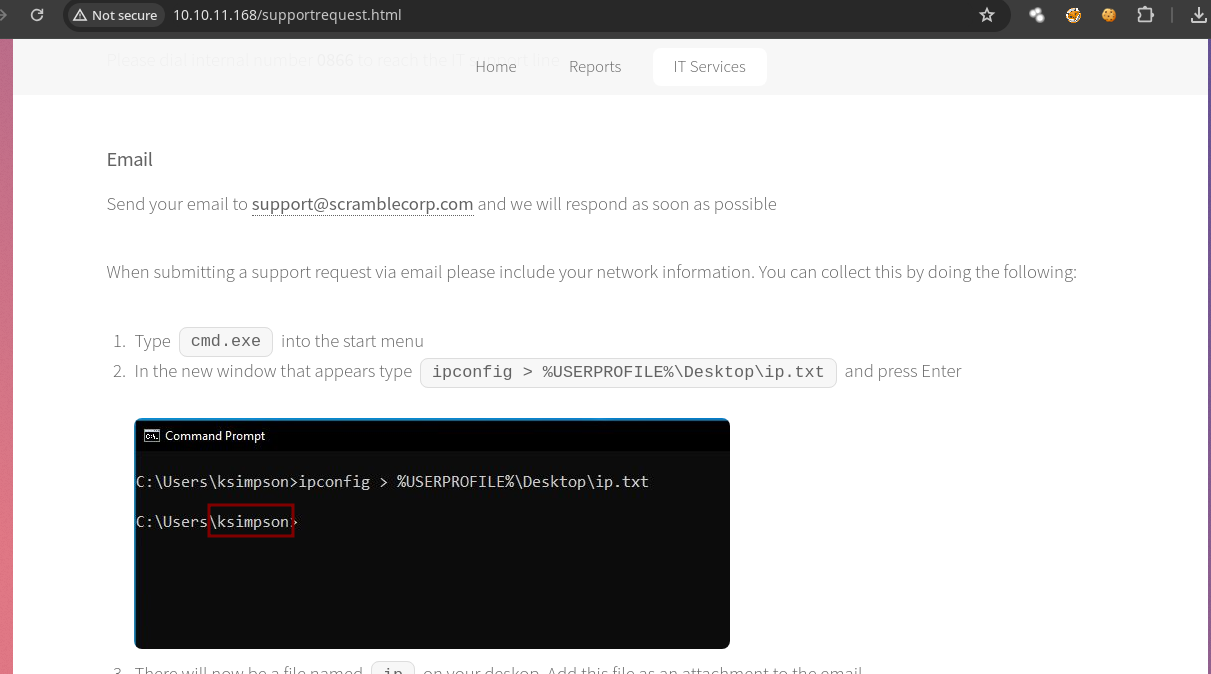 Not secure 10.10.11.168/supportrequest.html
Please dial internal number 0866 to reach the IT support line
Home Reports IT Services
Email
Send your email to support@scramblecorp.com and we will respond as soon as possible
When submitting a support request via email please include your network information. You can collect this by doing the following:
1. Type cmd.exe into the start menu
2. In the new window that appears type ipconfig > %USERPROFILE%\Desktop\ip.txt and press Enter
Command Prompt
C:\Users\ksimpson>ipconfig > %USERPROFILE%\Desktop\ip.txt
C:\Users\ksimpson>
3. There will now be a file named ip on your deskop. Add this file as an attachment to the email